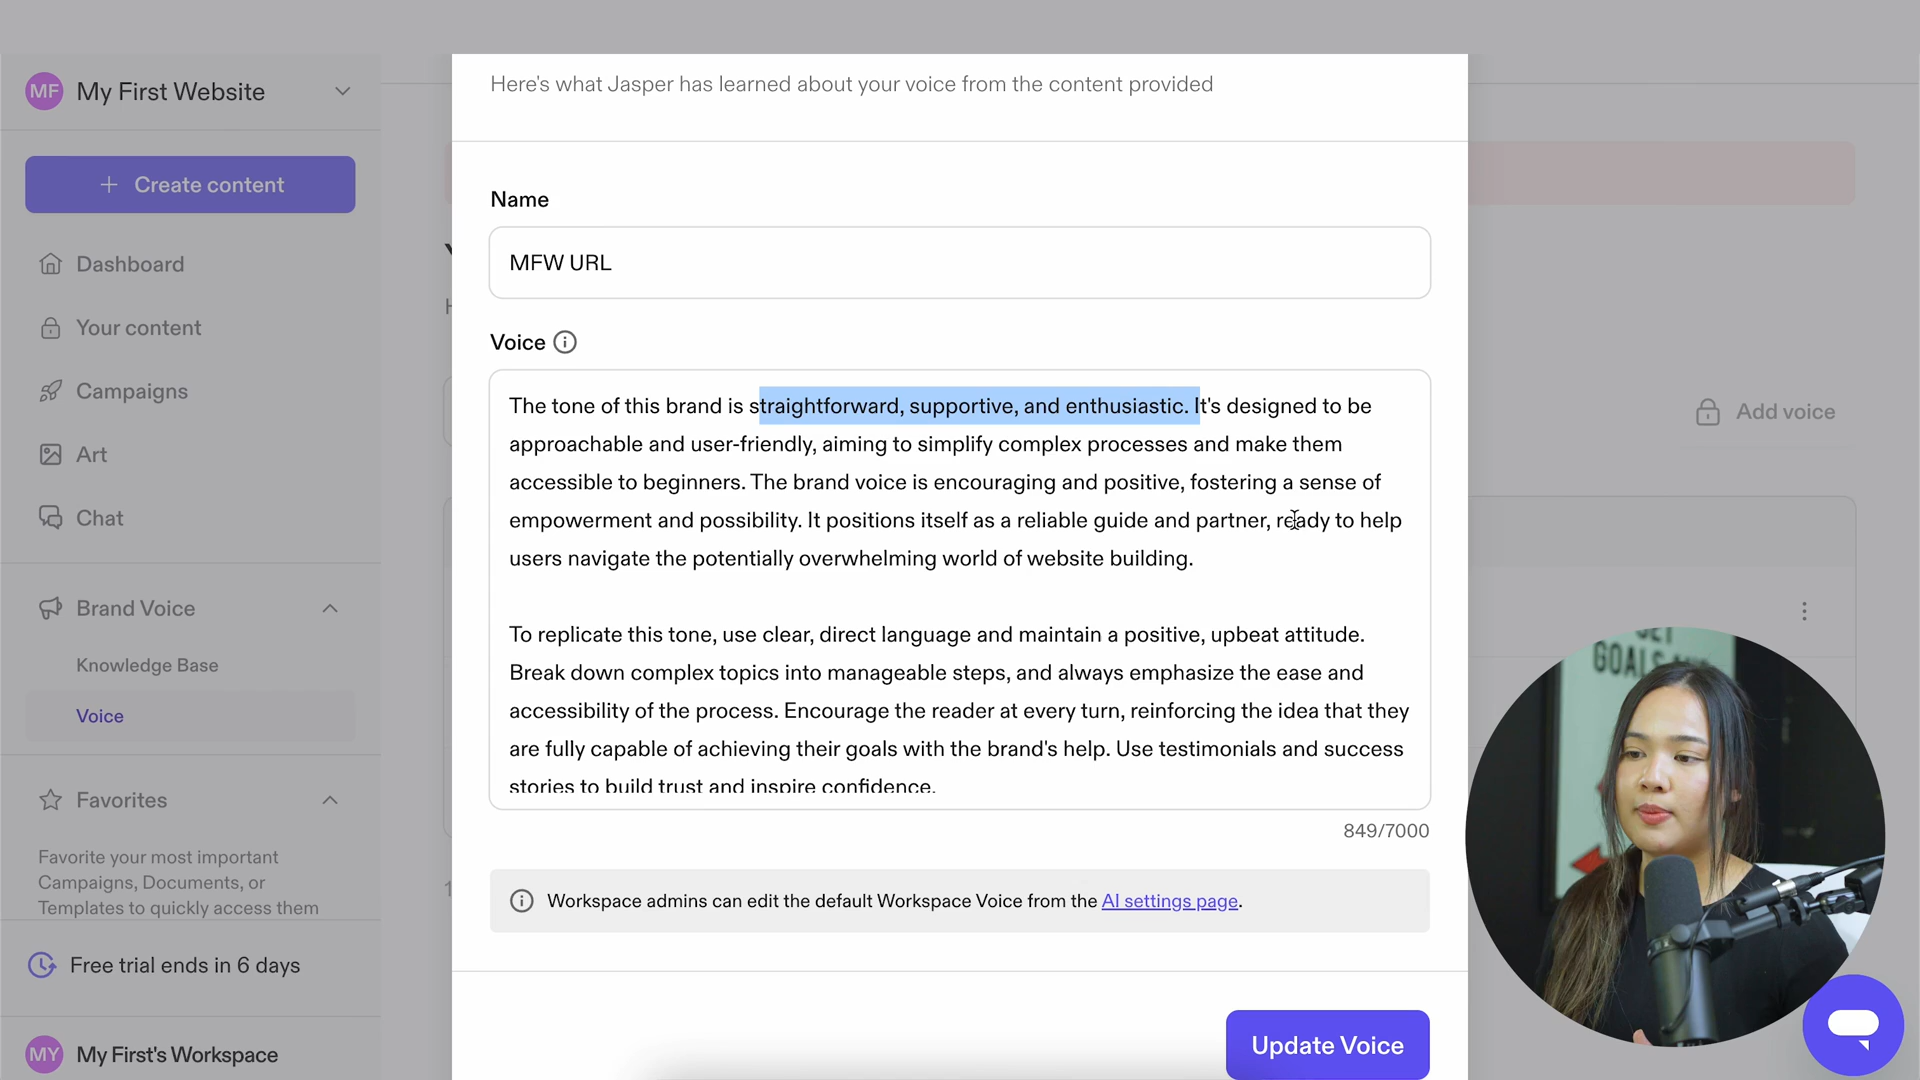 MF My First Website
Create content
Dashboard
Your content
Campaigns
Art
Chat
Brand Voice
Knowledge Base
Voice
Favorites
Favorite your most important
Campaigns, Documents, or
Templates to quickly access them
Free trial ends in 6 days
MY My First's Workspace
Here's what Jasper has learned about your voice from the content provided
Name
MFW URL
Voice
The tone of this brand is straightforward, supportive, and enthusiastic. It's designed to be
approachable and user-friendly, aiming to simplify complex processes and make them
accessible to beginners. The brand voice is encouraging and positive, fostering a sense of
empowerment and possibility. It positions itself as a reliable guide and partner, ready to help
users navigate the potentially overwhelming world of website building.
To replicate this tone, use clear, direct language and maintain a positive, upbeat attitude.
Break down complex topics into manageable steps, and always emphasize the ease and
accessibility of the process. Encourage the reader at every turn, reinforcing the idea that they
are fully capable of achieving their goals with the brand's help. Use testimonials and success
stories to build trust and inspire confidence.
849/7000
Workspace admins can edit the default Workspace Voice from the AI settings page.
Update Voice
Add voice
GOALS